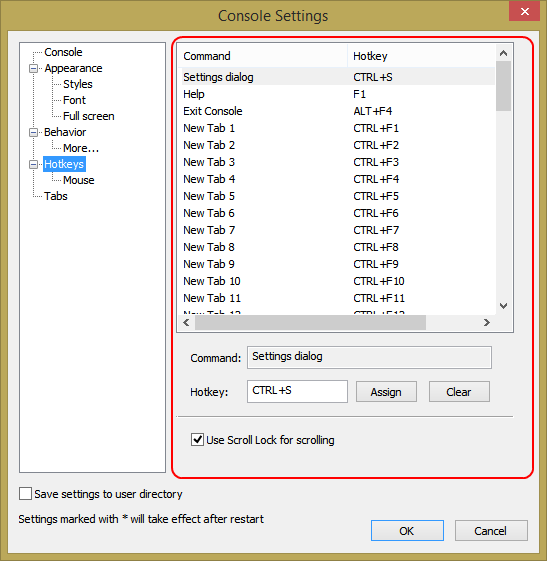 Console Settings
Console
Appearance
Styles
Font
Full screen
Behavior
More...
Hotkeys
Mouse
Tabs
Command Hotkey
Settings dialog CTRL+S
Help F1
Exit Console ALT+F4
New Tab 1 CTRL+F1
New Tab 2 CTRL+F2
New Tab 3 CTRL+F3
New Tab 4 CTRL+F4
New Tab 5 CTRL+F5
New Tab 6 CTRL+F6
New Tab 7 CTRL+F7
New Tab 8 CTRL+F8
New Tab 9 CTRL+F9
New Tab 10 CTRL+F10
New Tab 11 CTRL+F11
New Tab 12 CTRL+F12
Command: Settings dialog
Hotkey: CTRL+S Assign Clear
Use Scroll Lock for scrolling
Save settings to user directory
Settings marked with * will take effect after restart
OK Cancel